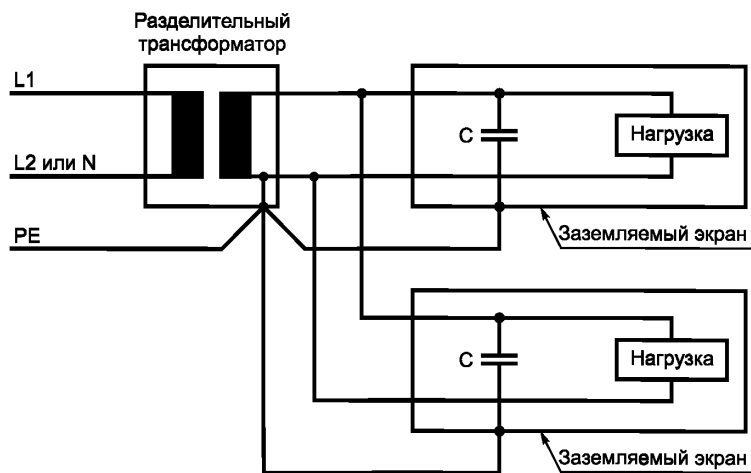 Разделительный
трансформатор
L1
C
Нагрузка
L2 или N
PE
Заземляемый экран
C
Нагрузка
Заземляемый экран